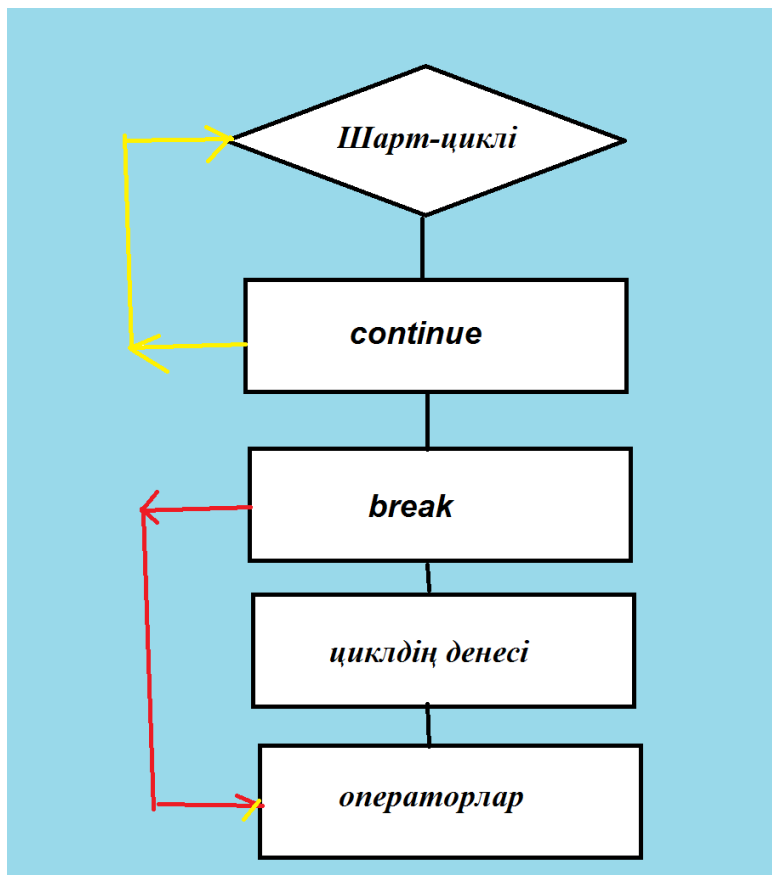 Шарт-циклі
continue
break
циклдің денесі
операторлар